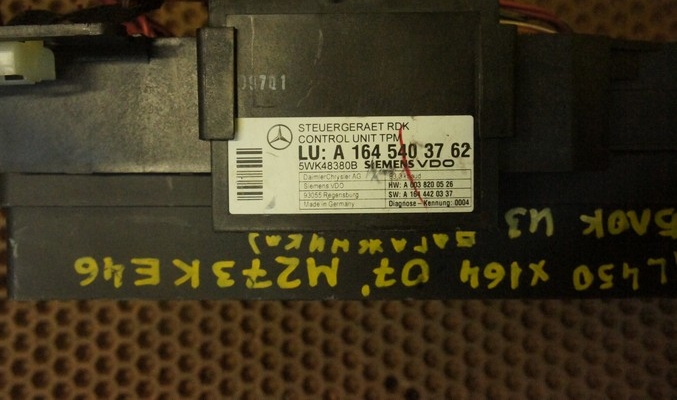 09701
STEUERGERAET RDK
CONTROL UNIT TPM
LU: A 164 540 37 62
5WK48380B SIEMENS VDO
DaimlerChrysler AG
Siemens VDO HW: A 003 820 05 26
93055 Regensburg SW: A 164 442 03 37
Made in Germany Diagnose - Kennung: 0004
БЛОК ИЗ
БАГАЖНИКА)
L450 X164 07' M273KE46